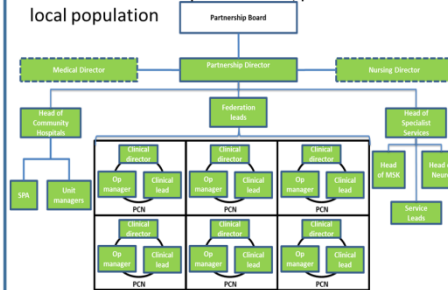 local population
Partnership Board
Medical Director
Partnership Director
Nursing Director
Head of
Community
Hospitals
Federation
leads
Head of
Specialist
Services
SPA
Unit
managers
Head
of MSK
Head o
Neuro
Service
Leads
Clinical
director
Op
manager
Clinical
lead
PCN
Clinical
director
Op
manager
Clinical
lead
PCN
Clinical
director
Op
manager
Clinical
lead
PCN
Clinical
director
Op
manager
Clinical
lead
PCN
Clinical
director
Op
manager
Clinical
lead
PCN
Clinical
director
Op
manager
Clinical
lead
PCN